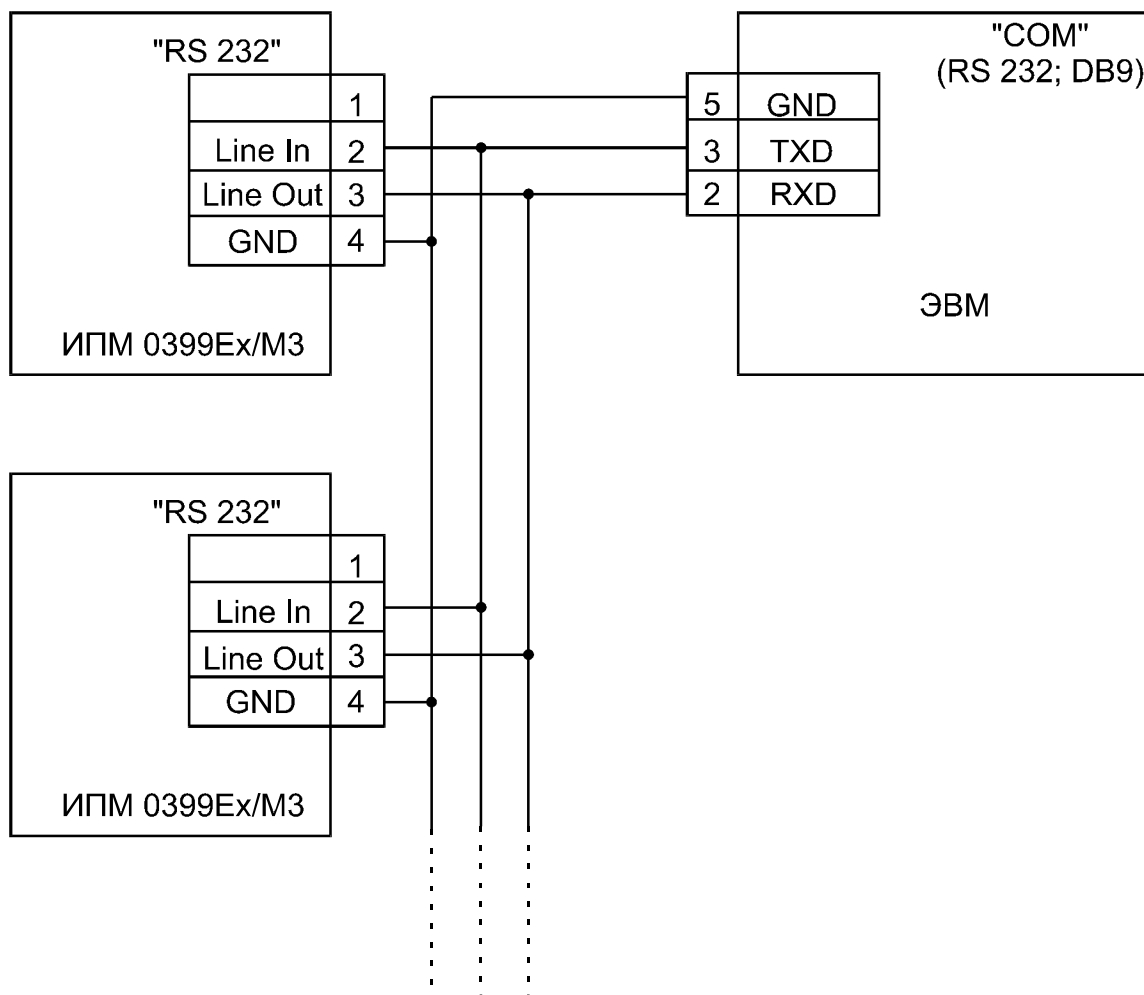 "RS 232"
1
Line In 2
Line Out 3
GND 4
ИПМ 0399Ex/М3
"COM"
(RS 232; DB9)
5 GND
3 TXD
2 RXD
ЭВМ
"RS 232"
1
Line In 2
Line Out 3
GND 4
ИПМ 0399Ex/М3